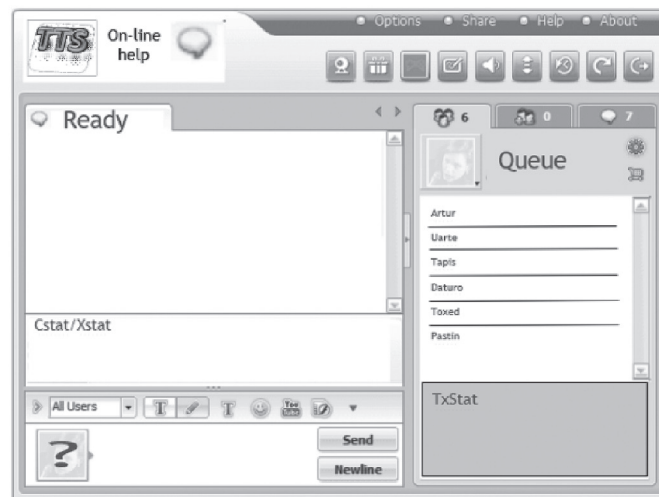 Options Share Help About
TTS On-line
help
Ready
6 0 7
Queue
Artur
Uarte
Tapis
Daturo
Toxed
Pastin
Cstat/Xstat
TxStat
All Users T T You
?
Send
Newline